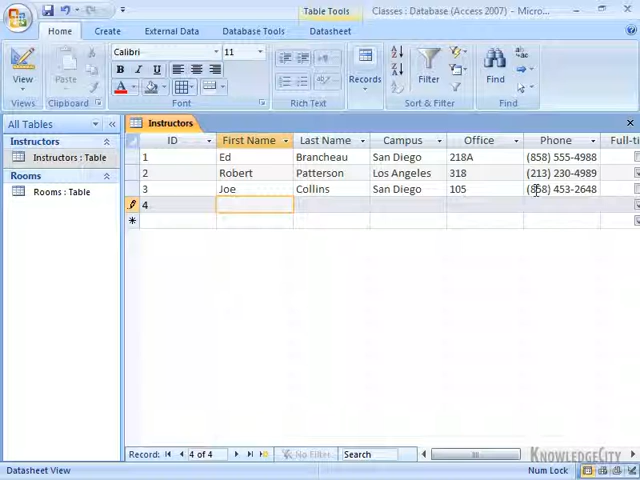 Table Tools
Classes : Database (Access 2007) - Micro...
Home
Create
External Data
Database Tools
Datasheet
View
Views
Paste
Clipboard
Calibri
11
B I U
A
Font
Rich Text
Records
Filter
Sort & Filter
Find
Find
All Tables
Instructors
Instructors : Table
Rooms
Rooms : Table
Instructors
ID First Name Last Name Campus Office Phone Full-ti
1 Ed Brancheau San Diego 218A (858) 555-4988
2 Robert Patterson Los Angeles 318 (213) 230-4989
3 Joe Collins San Diego 105 (858) 453-2648
4
Record: 4 of 4 No Filter Search
KNOWLEDGECITY
Datasheet View
Num Lock